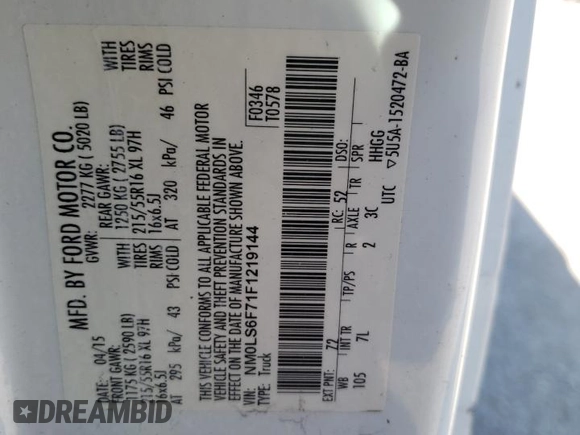 MFD. BY FORD MOTOR CO.
DATE: 04/15 GVWR: 2277 KG ( 5020 LB)
FRONT GAWR: REAR GAWR:
1175 KG ( 2590 LB) 1250 KG ( 2755 LB) WITH
215/55R16 XL 97H TIRES 215/55R16 XL 97H TIRES
16x6.5J RIMS 16x6.5J RIMS
AT 295 kPa/ 43 PSI COLD AT 320 kPa/ 46 PSI COLD
THIS VEHICLE CONFORMS TO ALL APPLICABLE FEDERAL MOTOR
VEHICLE SAFETY AND THEFT PREVENTION STANDARDS IN
EFFECT ON THE DATE OF MANUFACTURE SHOWN ABOVE.
VIN: NM0LS6F71F1219144
TYPE: Truck
F0346
T0578
EXT PNT: Z2 RC: 52 DSO:
WB INT TR TP/PS R AXLE TR SPR
105 7L 2 3C HHGG
UTC ▽5U5A-1520472-BA
DREAMBID